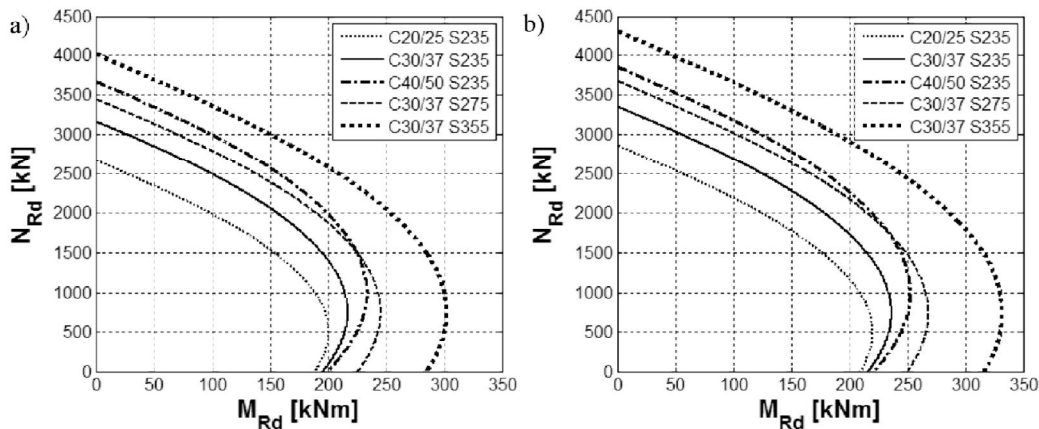 a)
4500
4000
3500
3000
2500
2000
1500
1000
500
0
N_Rd [kN]
C20/25 S235
C30/37 S235
C40/50 S235
C30/37 S275
C30/37 S355
0 50 100 150 200 250 300 350
M_Rd [kNm]
b)
4500
4000
3500
3000
2500
2000
1500
1000
500
0
N_Rd [kN]
C20/25 S235
C30/37 S235
C40/50 S235
C30/37 S275
C30/37 S355
0 50 100 150 200 250 300 350
M_Rd [kNm]